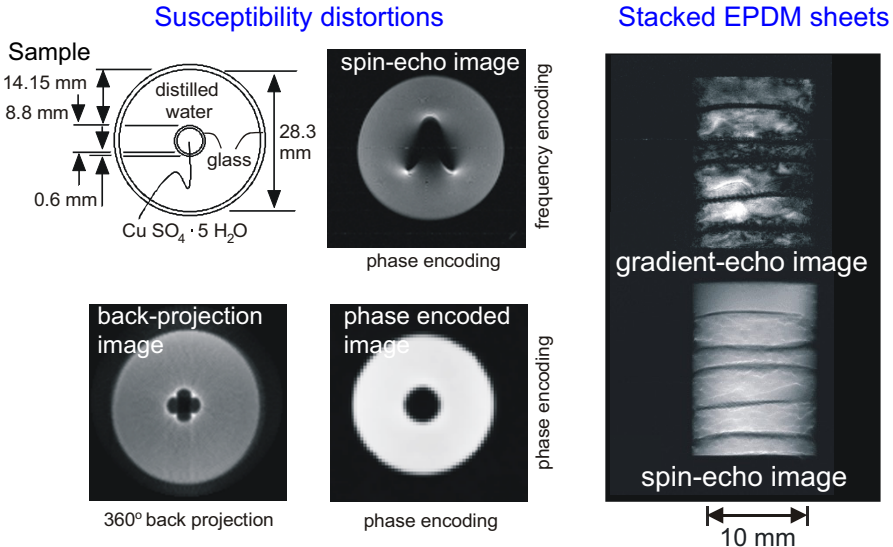 Susceptibility distortions
Stacked EPDM sheets
Sample
14.15 mm
8.8 mm
0.6 mm
distilled
water
glass
28.3
mm
Cu SO₄ · 5 H₂O
spin-echo image
frequency encoding
phase encoding
back-projection
image
360º back projection
phase encoded
image
phase encoding
phase encoding
gradient-echo image
spin-echo image
10 mm